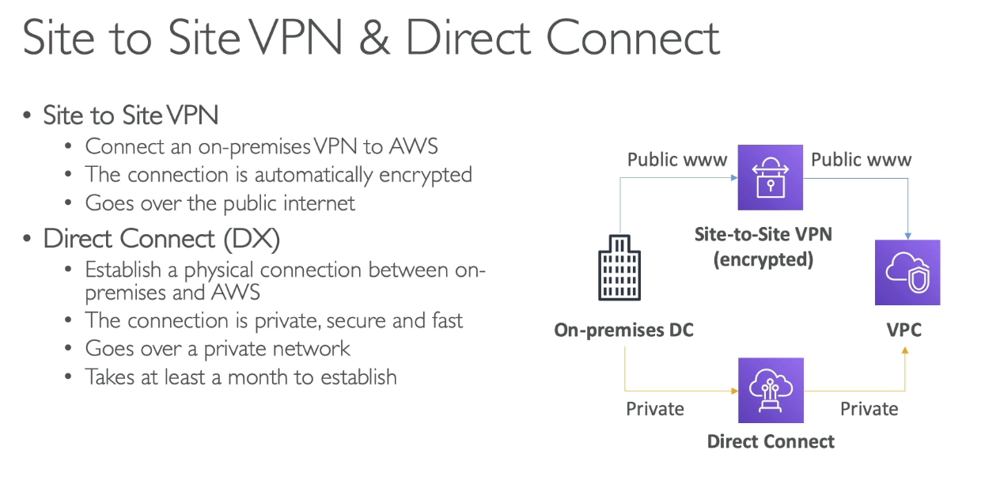 Site to Site VPN & Direct Connect
• Site to Site VPN
• Connect an on-premises VPN to AWS
• The connection is automatically encrypted
• Goes over the public internet
• Direct Connect (DX)
• Establish a physical connection between on-
premises and AWS
• The connection is private, secure and fast
• Goes over a private network
• Takes at least a month to establish
Public www
Public www
Site-to-Site VPN
(encrypted)
On-premises DC
VPC
Private
Private
Direct Connect